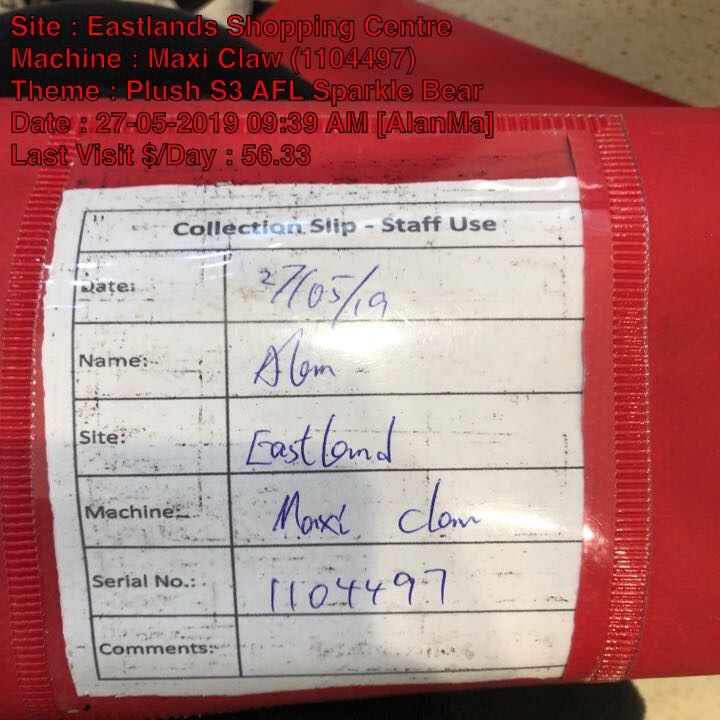 Site : Eastlands Shopping Centre
Machine : Maxi Claw (1104497)
Theme : Plush S3 AFL Sparkle Bear
Date : 27-05-2019 09:39 AM [AlanMa]
Last Visit $/Day : 56.33
Collection Slip - Staff Use
Date: 27/05/19
Name: Alan
Site: Eastland
Machine: Maxi Claw
Serial No.: 1104497
Comments: